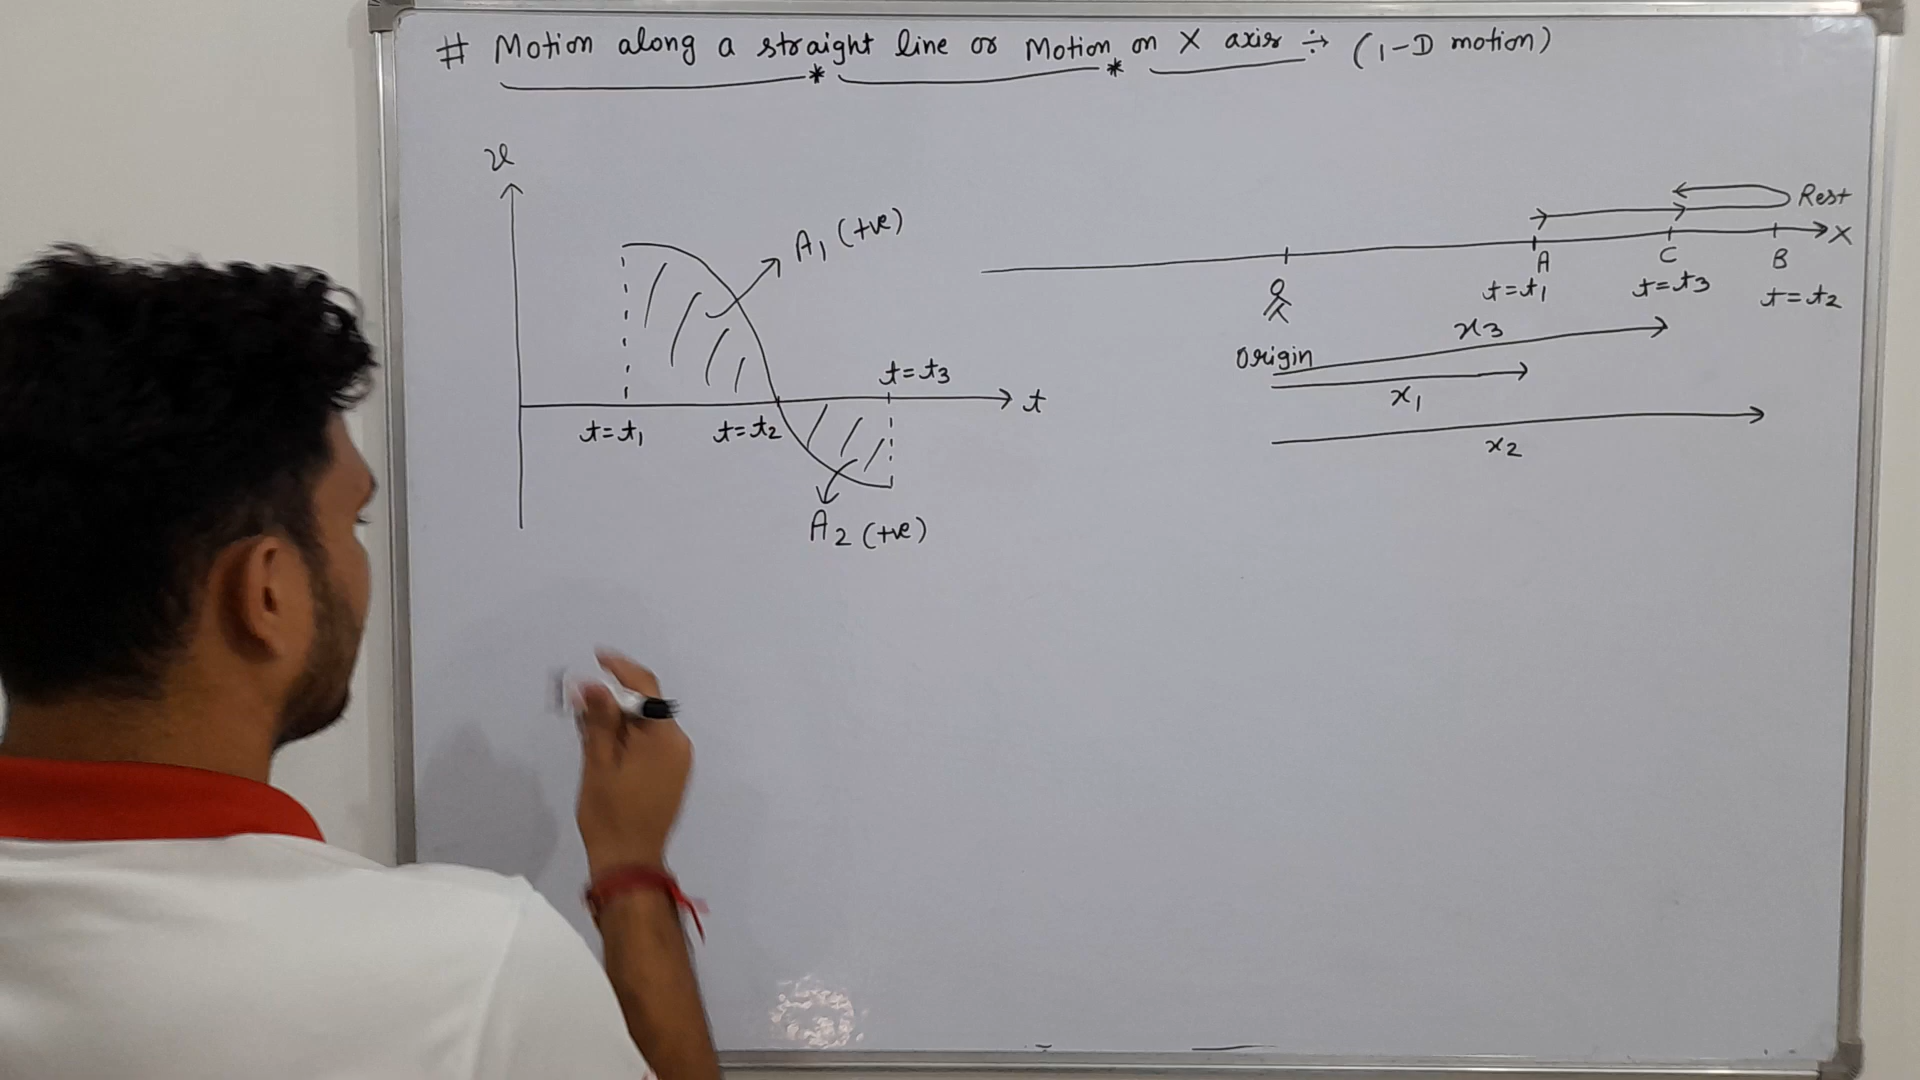 # Motion along a straight line or Motion on X axis ÷ (1-D motion)
v
A1 (+ve)
t=t1
t=t2
t=t3
t
A2 (+ve)
Rest
X
A
C
B
t=t1
t=t3
t=t2
Origin
x3
x1
x2